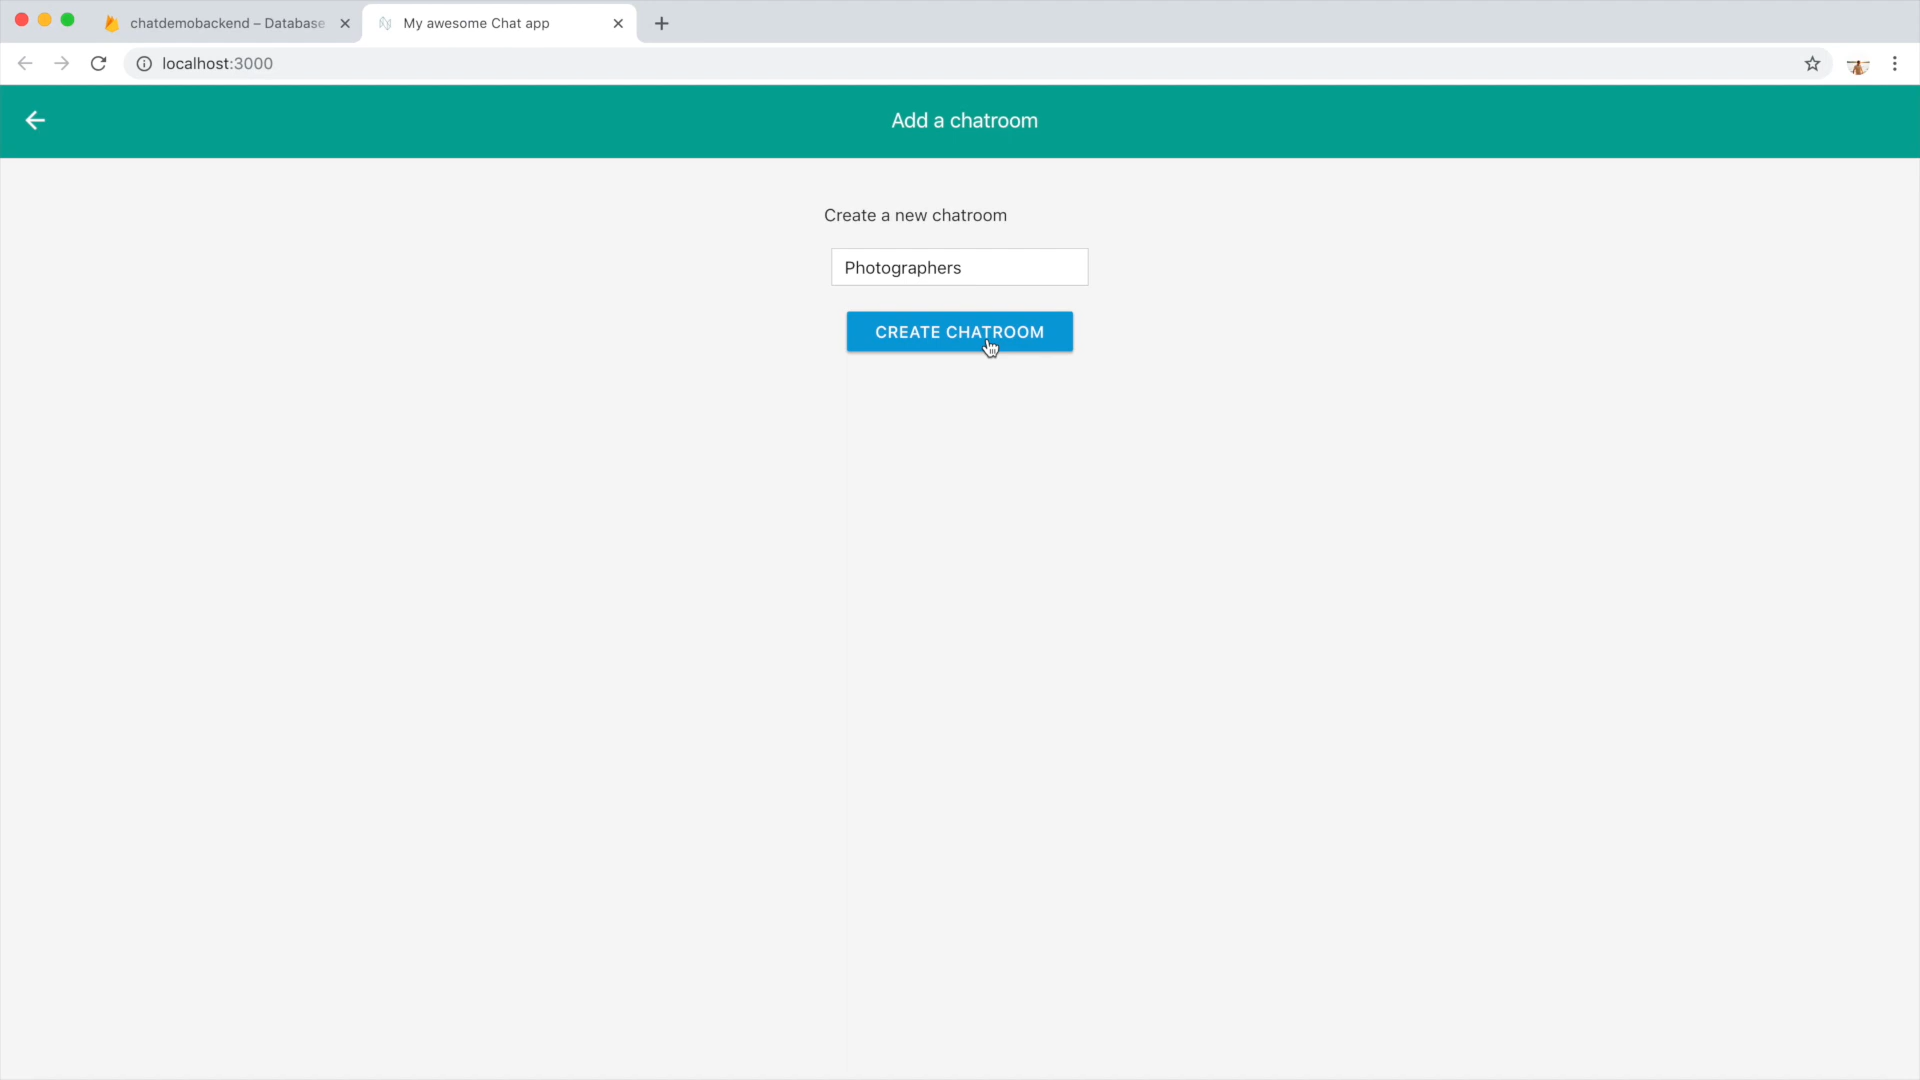 chatdemobackend – Database
My awesome Chat app
localhost:3000
Add a chatroom
Create a new chatroom
Photographers
CREATE CHATROOM